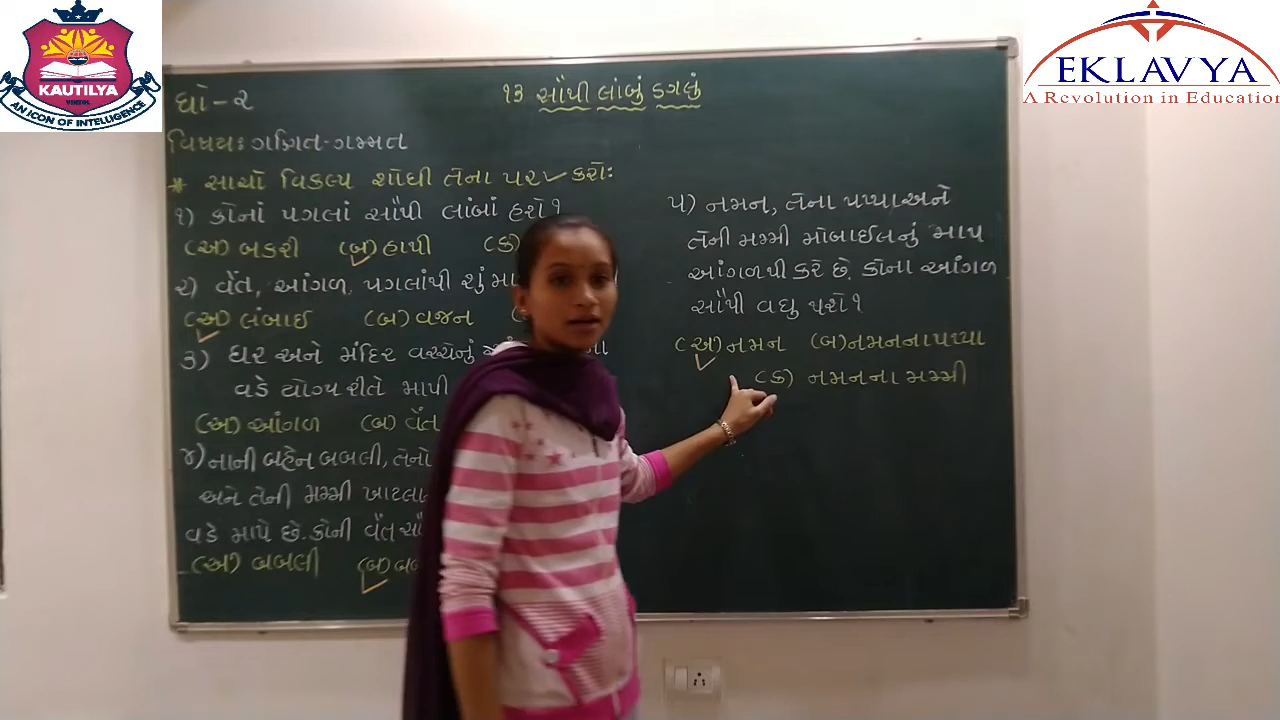 KAUTILYA
AN ICON OF INTELLIGENCE
EKLAVYA
A Revolution in Education
ધો - ૨
૧૩ સૌથી લાંબું ડગલું
વિષય: ગણિત-ગમ્મત
* સાચો વિકલ્પ શોધી તેના પર ✓ કરો:
૧) કોનાં પગલાં સૌથી લાંબાં હશે ?
(અ) બકરી (બ) હાથી (ક)
૨) વેંત, આંગળ, પગલાંથી શું
(અ) લંબાઈ (બ) વજન
૩) ઘર અને મંદિર વચ્ચેનું
વડે યોગ્ય રીતે માપી
(અ) આંગળ (બ) વેંત
૪) નાની બહેન બબલી, તેનો
અને તેની મમ્મી
વડે માપે છે. કોની વેંત
(અ) બબલી (બ)
૫) નમન, તેના પપ્પા અને
તેની મમ્મી મોબાઈલનું માપ
આંગળથી કરે છે. કોના આંગળ
સૌથી વધુ થશે ?
(અ) નમન (બ) નમનના પપ્પા
(ક) નમનના મમ્મી